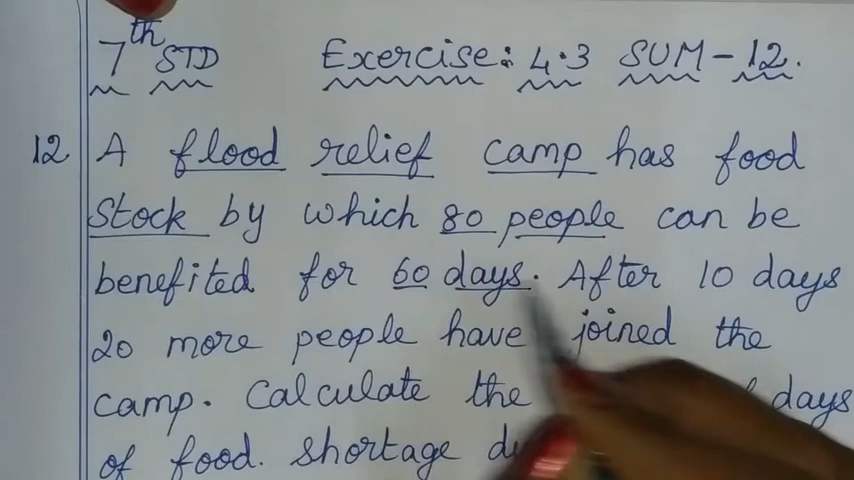 7th STD Exercise: 4.3 SUM-12.
12 A flood relief camp has food
Stock by which 80 people can be
benefited for 60 days. After 10 days
20 more people have joined the
camp. Calculate the days
of food. shortage